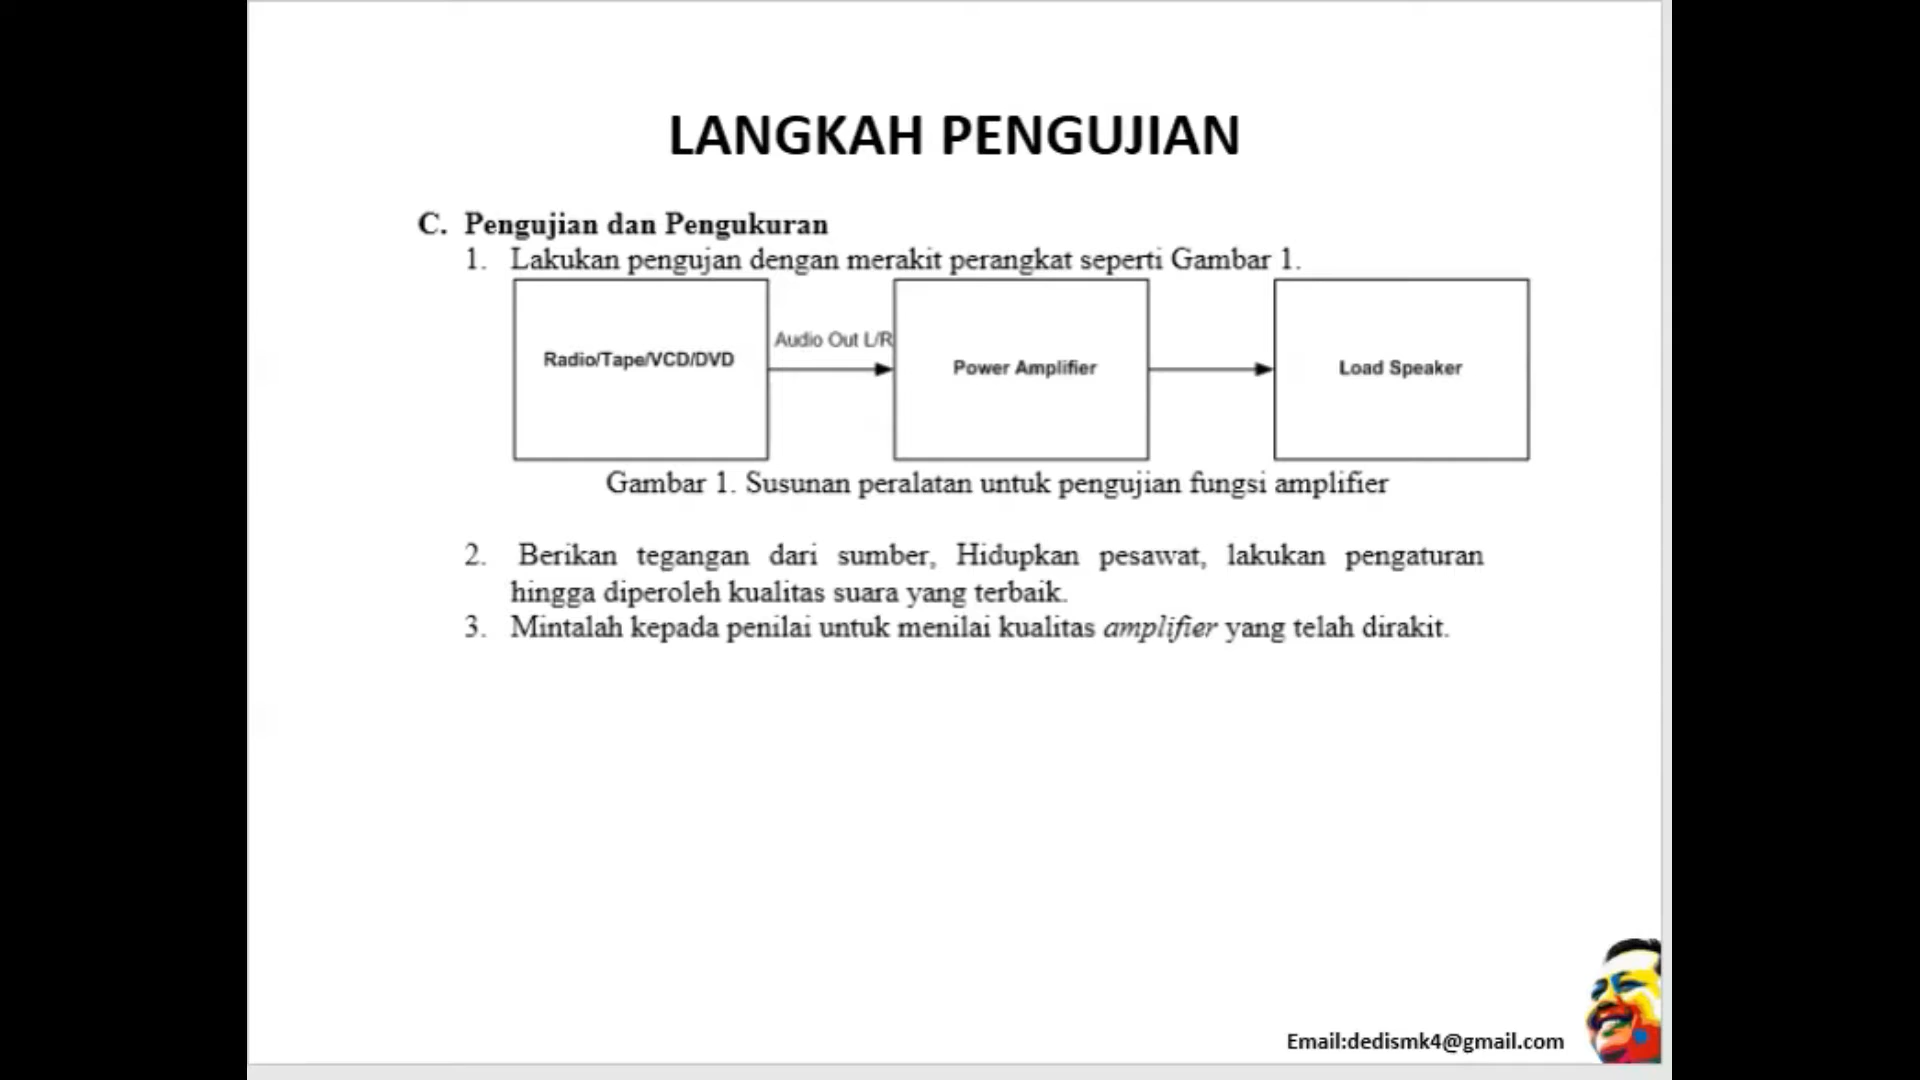 LANGKAH PENGUJIAN
C. Pengujian dan Pengukuran
1. Lakukan pengujan dengan merakit perangkat seperti Gambar 1.
Radio/Tape/VCD/DVD
Audio Out L/R
Power Amplifier
Load Speaker
Gambar 1. Susunan peralatan untuk pengujian fungsi amplifier
2. Berikan tegangan dari sumber, Hidupkan pesawat, lakukan pengaturan
hingga diperoleh kualitas suara yang terbaik.
3. Mintalah kepada penilai untuk menilai kualitas amplifier yang telah dirakit.
Email:dedismk4@gmail.com